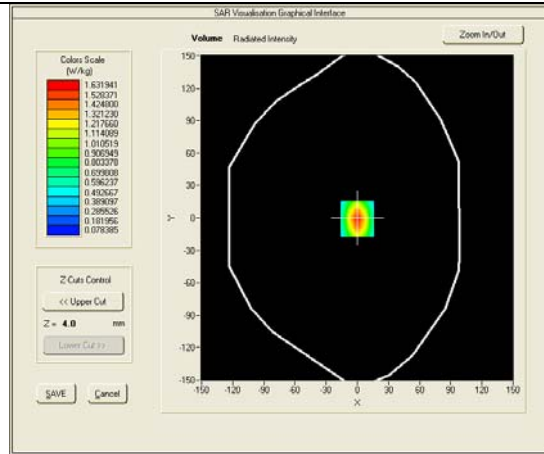 SAR Visualisation Graphical Interface
Volume Radiated Intensity
Zoom In/Out
Colors Scale
(W/kg)
1.631941
1.528371
1.424800
1.321230
1.217660
1.114089
1.010519
0.906949
0.803378
0.699808
0.596237
0.492667
0.389097
0.285526
0.181956
0.078385
Z Cuts Control
<< Upper Cut
Z = 4.0 mm
Lower Cut >>
SAVE
Cancel
150
120
90
60
30
0
-30
-60
-90
-120
-150
Y
-150 -120 -90 -60 -30 0 30 60 90 120 150
X